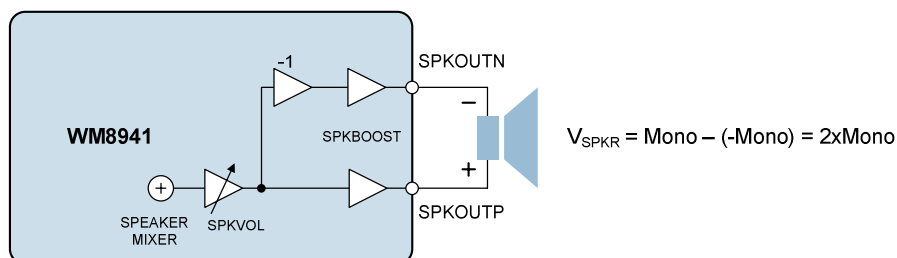 -1
SPKOUTN
−
WM8941
SPKBOOST
V_SPKR = Mono – (-Mono) = 2xMono
+
+
SPEAKER
MIXER
SPKVOL
SPKOUTP